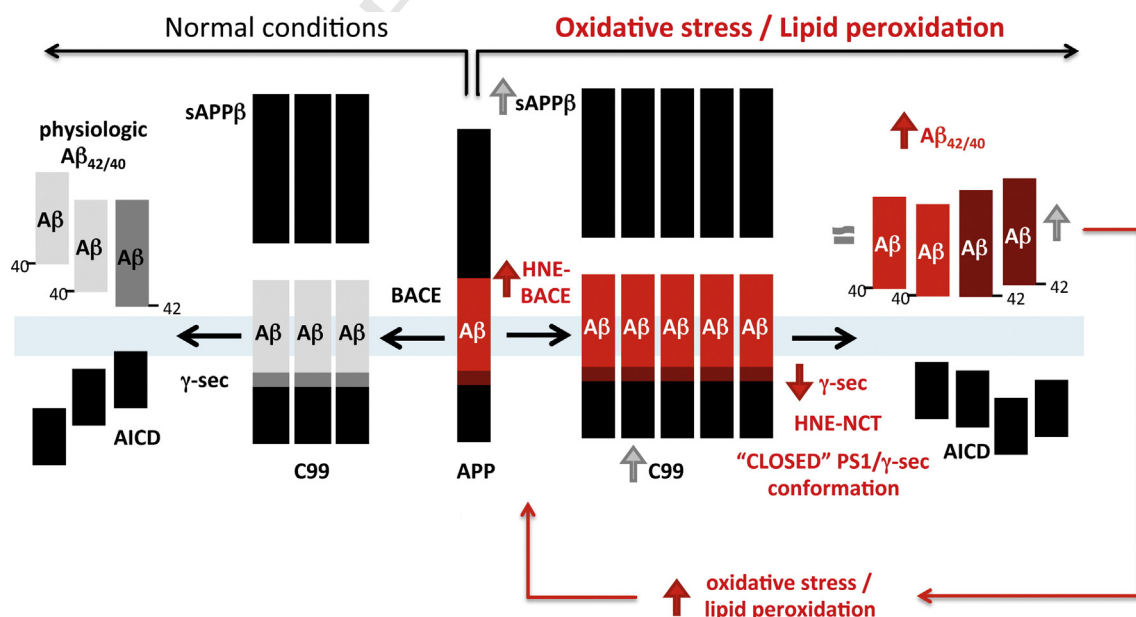 Normal conditions
Oxidative stress / Lipid peroxidation
sAPPβ
sAPPβ
physiologic
Aβ42/40
Aβ42/40
Aβ
Aβ
Aβ
40
40
42
Aβ
Aβ
Aβ
Aβ
=
40
40
42
42
HNE-
BACE
BACE
Aβ
Aβ
Aβ
Aβ
Aβ
Aβ
Aβ
Aβ
Aβ
γ-sec
γ-sec
HNE-NCT
AICD
C99
APP
C99
"CLOSED" PS1/γ-sec
conformation
AICD
oxidative stress /
lipid peroxidation